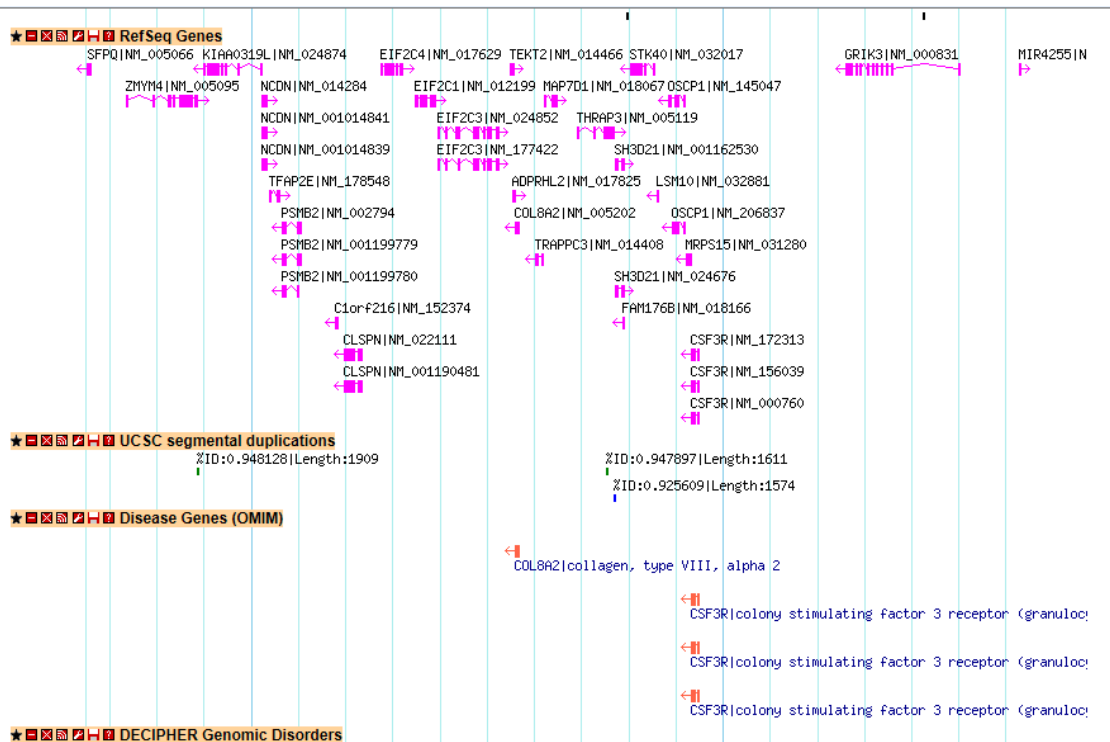 RefSeq Genes
SFPQ|NM_005066 KIAA0319L|NM_024874 EIF2C4|NM_017629 TEKT2|NM_014466 STK40|NM_032017 GRIK3|NM_000831 MIR4255|N
ZMYM4|NM_005095 NCDN|NM_014284 EIF2C1|NM_012199 MAP7D1|NM_018067 OSCP1|NM_145047
NCDN|NM_001014841 EIF2C3|NM_024852 THRAP3|NM_005119
NCDN|NM_001014839 EIF2C3|NM_177422 SH3D21|NM_001162530
TFAP2E|NM_178548 ADPRHL2|NM_017825 LSM10|NM_032881
PSMB2|NM_002794 COL8A2|NM_005202 OSCP1|NM_206837
PSMB2|NM_001199779 TRAPPC3|NM_014408 MRPS15|NM_031280
PSMB2|NM_001199780 SH3D21|NM_024676
C1orf216|NM_152374 FAM176B|NM_018166
CLSPN|NM_022111 CSF3R|NM_172313
CLSPN|NM_001190481 CSF3R|NM_156039
CSF3R|NM_000760
UCSC segmental duplications
%ID:0.948128|Length:1909 %ID:0.947897|Length:1611
%ID:0.925609|Length:1574
Disease Genes (OMIM)
COL8A2|collagen, type VIII, alpha 2
CSF3R|colony stimulating factor 3 receptor (granulocy
CSF3R|colony stimulating factor 3 receptor (granulocy
CSF3R|colony stimulating factor 3 receptor (granulocy
DECIPHER Genomic Disorders